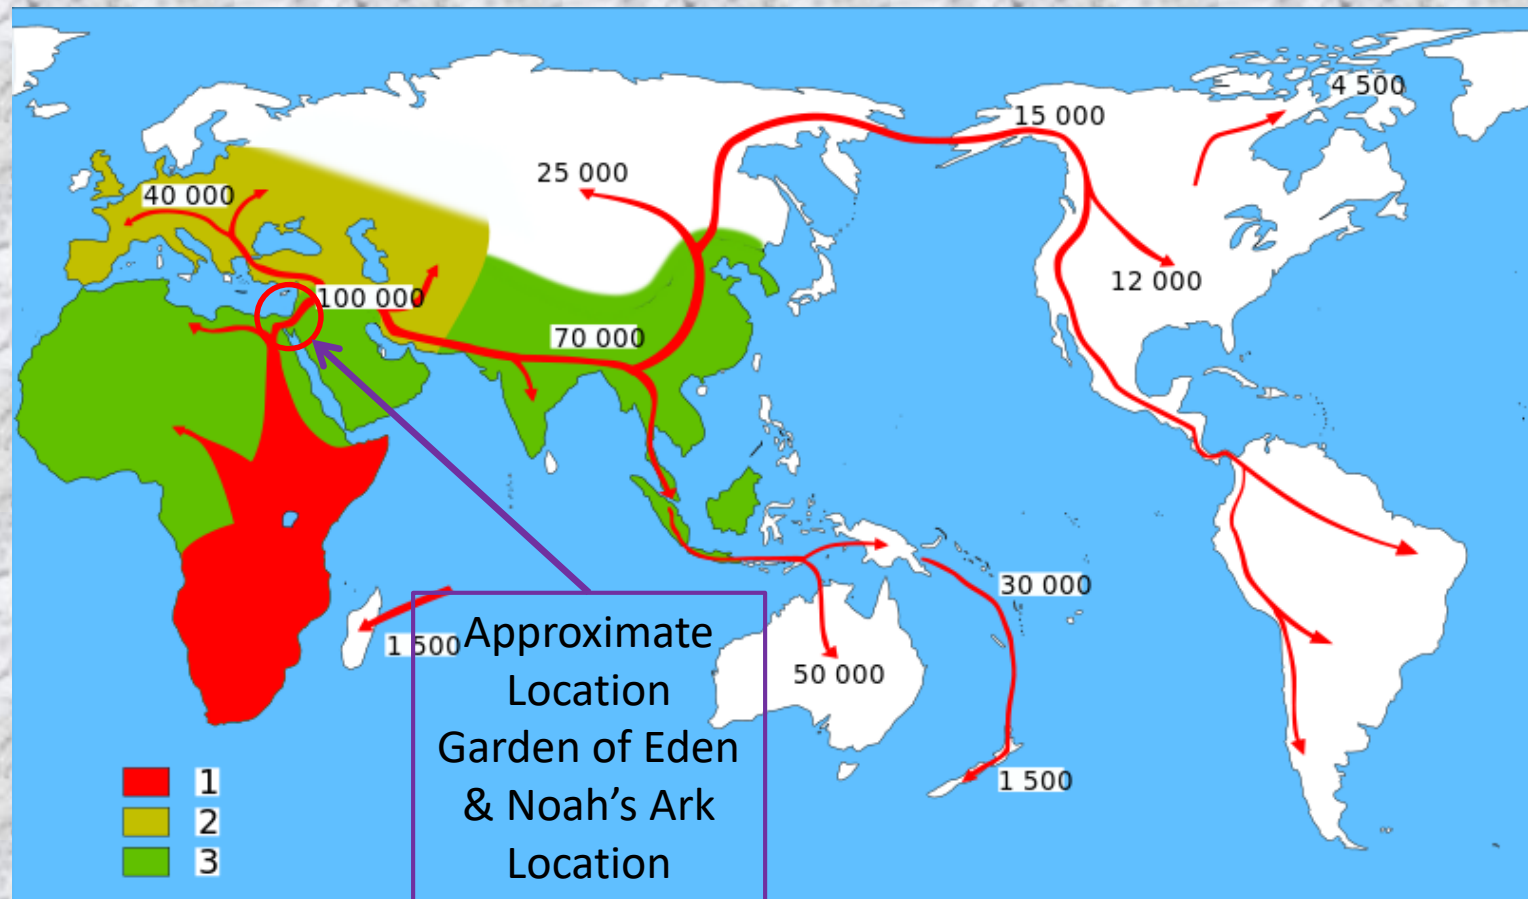 4 500
15 000
25 000
40 000
12 000
100 000
70 000
30 000
1 500
50 000
1 500
Approximate
Location
Garden of Eden
& Noah’s Ark
Location
1
2
3